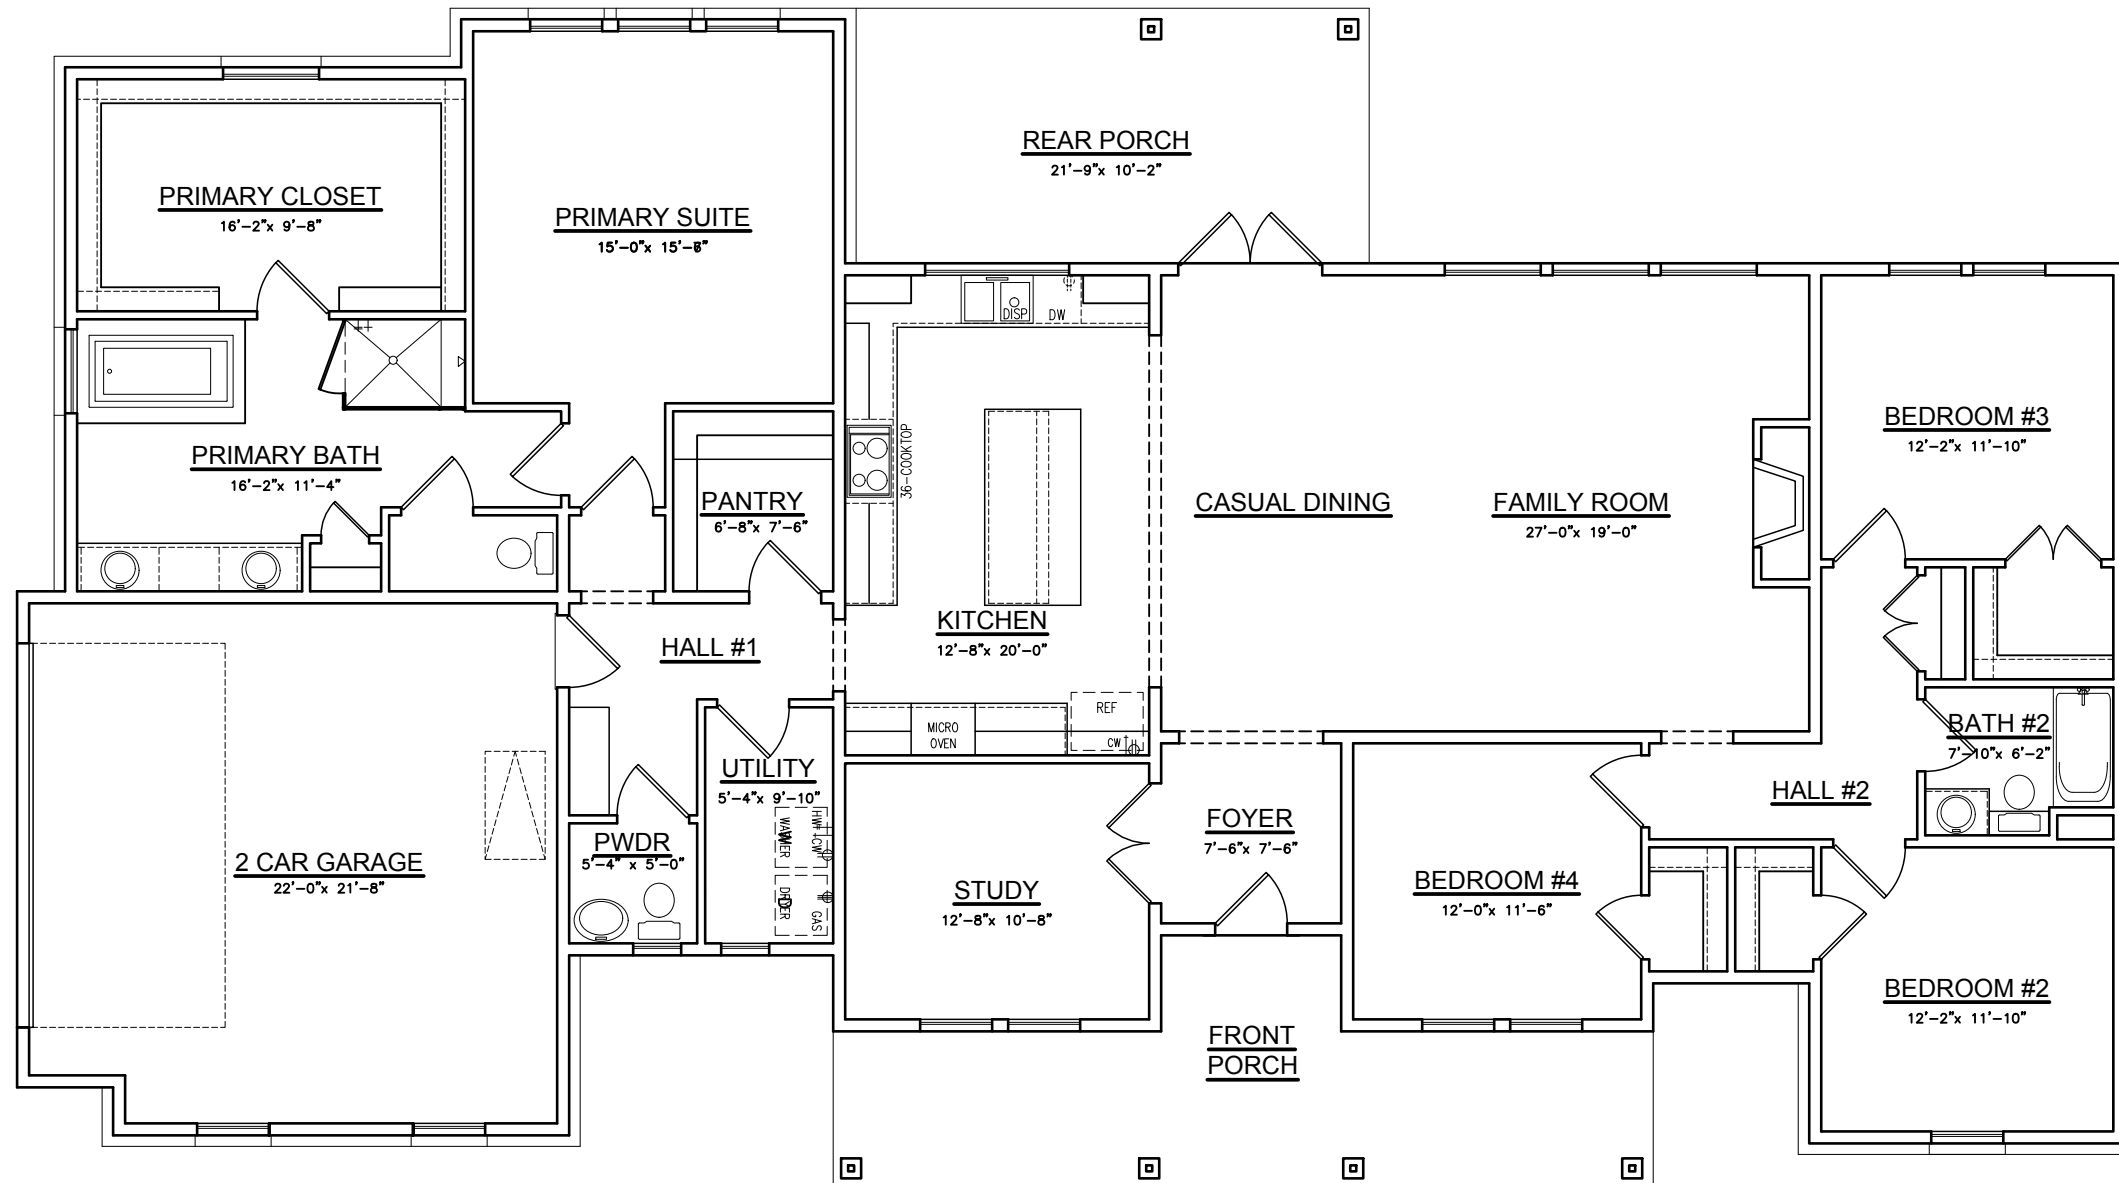 REAR PORCH
21'-9"x 10'-2"
PRIMARY CLOSET
16'-2"x 9'-8"
PRIMARY SUITE
DISP
DW
36-COOKTOP
BEDROOM #3
12'-2"x 11'-10"
PRIMARY BATH
16'-2"x 11'-4"
PANTRY
6'-8"x 7'-6"
CASUAL DINING
FAMILY ROOM
27'-0"x 19'-0"
KITCHEN
12'-8"x 20'-0"
HALL #1
REF
CW
MICRO
OVEN
BATH #2
7'-10"x 6'-2"
UTILITY
5'-4"x 9'-10"
HALL #2
FOYER
7'-6"x 7'-6"
HW
CW
WASHER
W
DRYER
D
GAS
PWDR
5'-4" x 5'-0"
2 CAR GARAGE
22'-0"x 21'-8"
STUDY
12'-8"x 10'-8"
BEDROOM #4
12'-0"x 11'-6"
BEDROOM #2
12'-2"x 11'-10"
FRONT
PORCH